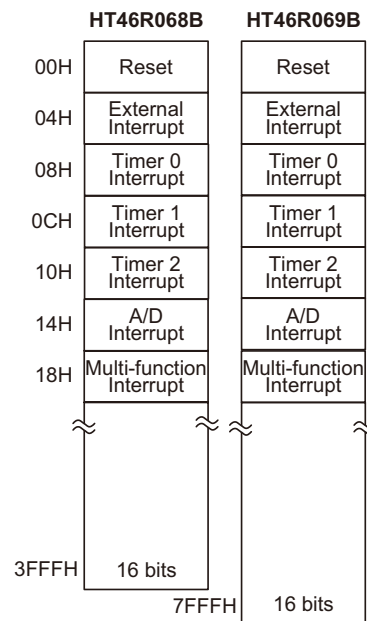 HT46R068B HT46R069B
00H Reset Reset
04H External Interrupt External Interrupt
08H Timer 0 Interrupt Timer 0 Interrupt
0CH Timer 1 Interrupt Timer 1 Interrupt
10H Timer 2 Interrupt Timer 2 Interrupt
14H A/D Interrupt A/D Interrupt
18H Multi-function Interrupt Multi-function Interrupt
3FFFH 16 bits
7FFFH 16 bits